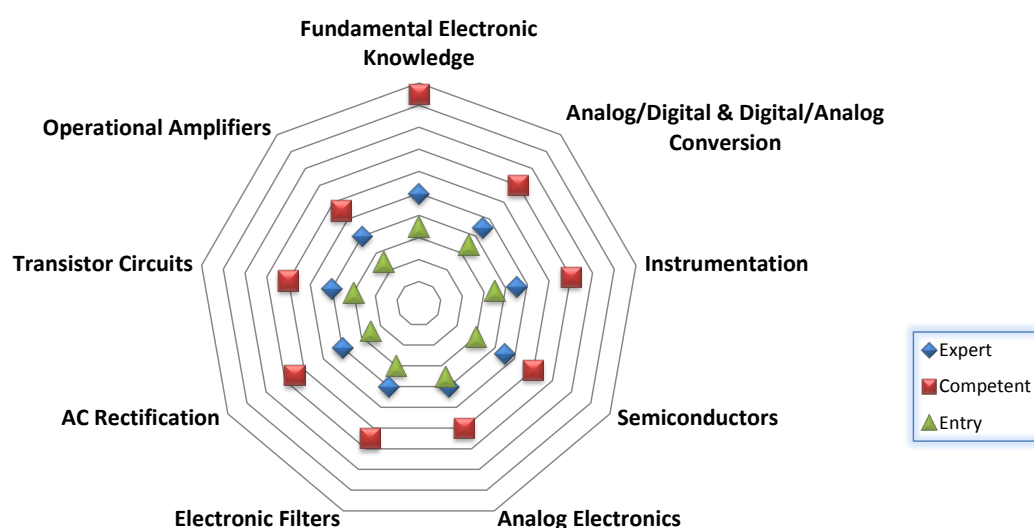 Fundamental Electronic
Knowledge
Analog/Digital & Digital/Analog
Conversion
Operational Amplifiers
Transistor Circuits
Instrumentation
Expert
Competent
Entry
AC Rectification
Semiconductors
Electronic Filters
Analog Electronics